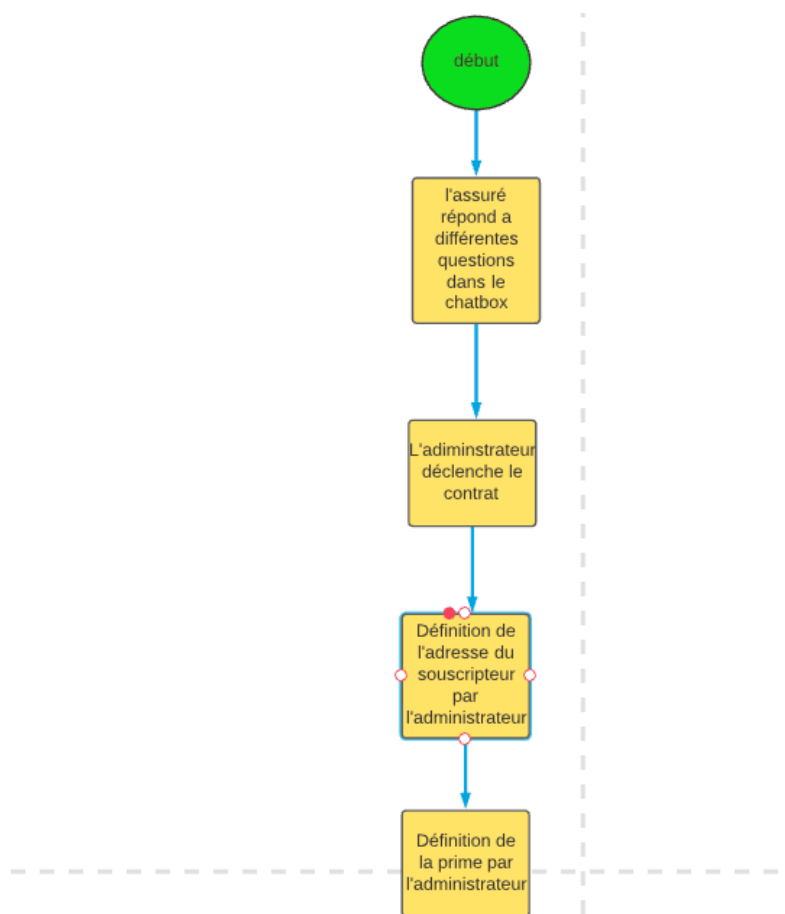 début
l'assuré
répond a
différentes
questions
dans le
chatbox
L'adiminstrateur
déclenche le
contrat
Définition de
l'adresse du
souscripteur
par
l'administrateur
Définition de
la prime par
l'administrateur